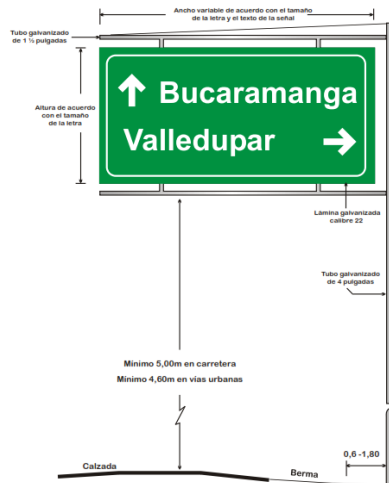 Ancho variable de acuerdo con el tamaño
de la letra y el texto de la señal
Tubo galvanizado
de 1 ½ pulgadas
Altura de acuerdo
con el tamaño
de la letra
Bucaramanga
Valledupar
Lámina galvanizada
calibre 22
Tubo galvanizado
de 4 pulgadas
Mínimo 5,00m en carretera
Mínimo 4,60m en vías urbanas
0,6 -1,80
Calzada
Berma